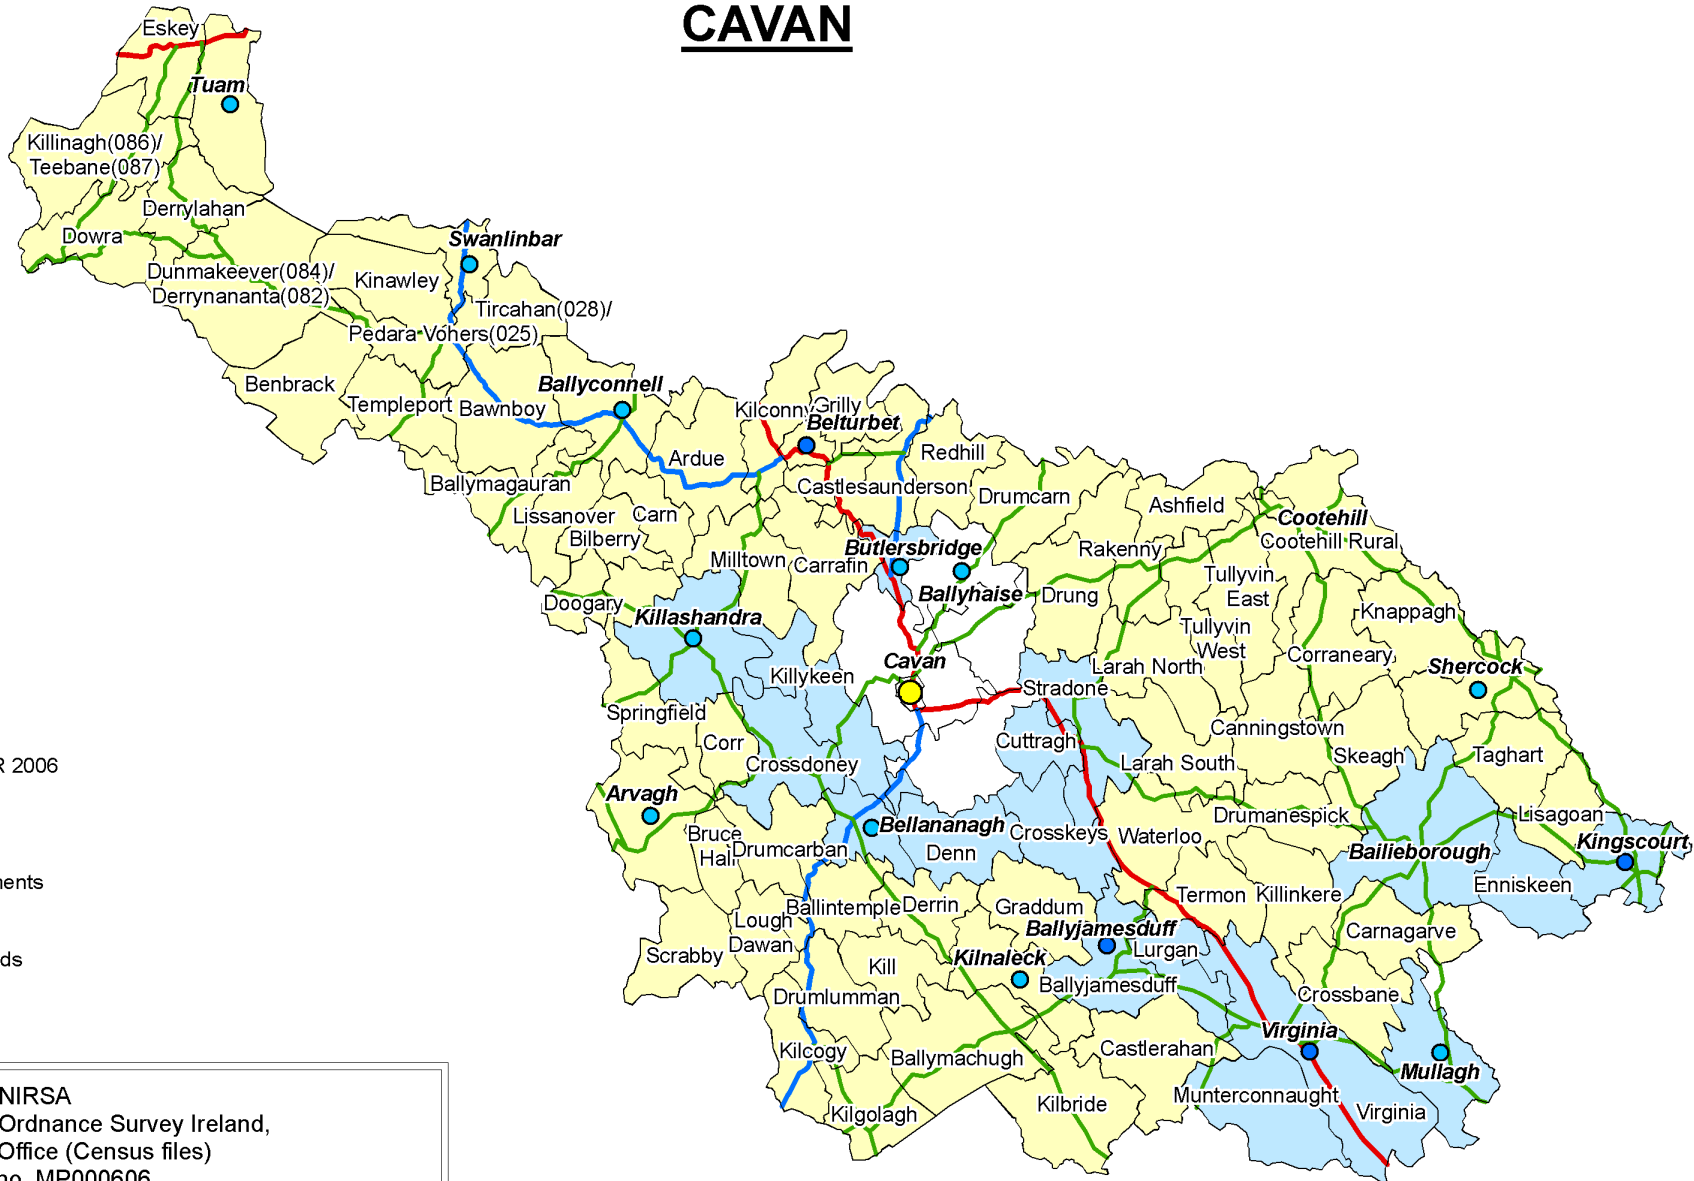 CAVAN
Eskey
Tuam
Killinagh(086)/
Teebane(087)
Derrylahan
Dowra
Swanlinbar
Dunmakeever(084)/
Derrynananta(082)
Kinawley
Tircahan(028)/
Pedara Vohers(025)
Benbrack
Templeport
Bawnboy
Ballyconnell
Kilconny
Grilly
Belturbet
Ardue
Redhill
Ballymagauran
Castlesaunderson
Drumcarn
Lissanover
Carn
Bilberry
Ashfield
Cootehill
Cootehill Rural
Milltown
Carrafin
Butlersbridge
Rakenny
Ballyhaise
Drung
Tullyvin
East
Doogary
Killashandra
Knappagh
Tullyvin
West
Cavan
Larah North
Corraneary
Shercock
Killykeen
Stradone
Springfield
Corr
Cuttragh
Canningstown
Skeagh
Taghart
Crossdoney
Larah South
R 2006
Arvagh
Bruce
Hall
Drumcarban
Bellananagh
Denn
Crosskeys
Waterloo
Drumanespick
Lisagoan
Bailieborough
Kingscourt
Enniskeen
nents
Lough
Dawan
Ballintemple
Derrin
Graddum
Termon
Killinkere
Ballyjamesduff
Lurgan
Carnagarve
ds
Scrabby
Kill
Kilnaleck
Ballyjamesduff
Drumlumman
Crossbane
Virginia
Kilcogy
Ballymachugh
Castlerahan
Mullagh
Munterconnaught
Virginia
Kilgolagh
Kilbride
NIRSA
Ordnance Survey Ireland,
Office (Census files)
no. MP000606